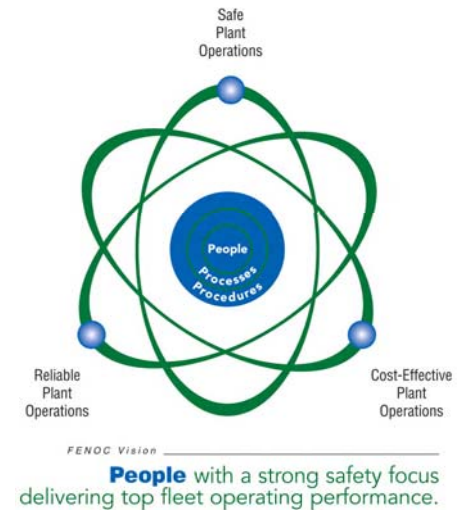 Safe
Plant
Operations
People
Processes
Procedures
Reliable
Plant
Operations
Cost-Effective
Plant
Operations
FENOC Vision
People with a strong safety focus
delivering top fleet operating performance.